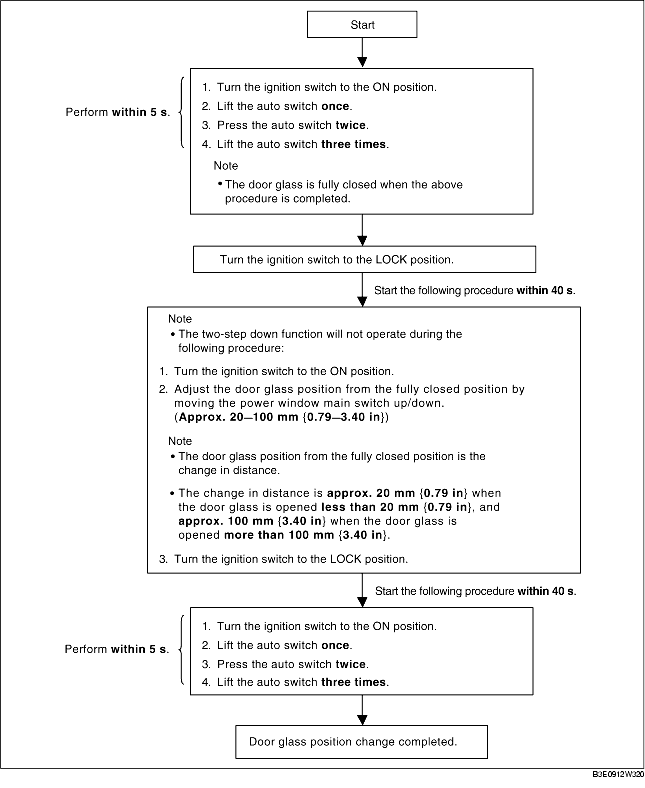 Start
Perform within 5 s.
1. Turn the ignition switch to the ON position.
2. Lift the auto switch once.
3. Press the auto switch twice.
4. Lift the auto switch three times.
Note
• The door glass is fully closed when the above
procedure is completed.
Turn the ignition switch to the LOCK position.
Start the following procedure within 40 s.
Note
• The two-step down function will not operate during the
following procedure:
1. Turn the ignition switch to the ON position.
2. Adjust the door glass position from the fully closed position by
moving the power window main switch up/down.
(Approx. 20—100 mm {0.79—3.40 in})
Note
• The door glass position from the fully closed position is the
change in distance.
• The change in distance is approx. 20 mm {0.79 in} when
the door glass is opened less than 20 mm {0.79 in}, and
approx. 100 mm {3.40 in} when the door glass is
opened more than 100 mm {3.40 in}.
3. Turn the ignition switch to the LOCK position.
Start the following procedure within 40 s.
Perform within 5 s.
1. Turn the ignition switch to the ON position.
2. Lift the auto switch once.
3. Press the auto switch twice.
4. Lift the auto switch three times.
Door glass position change completed.
B3E0912W320